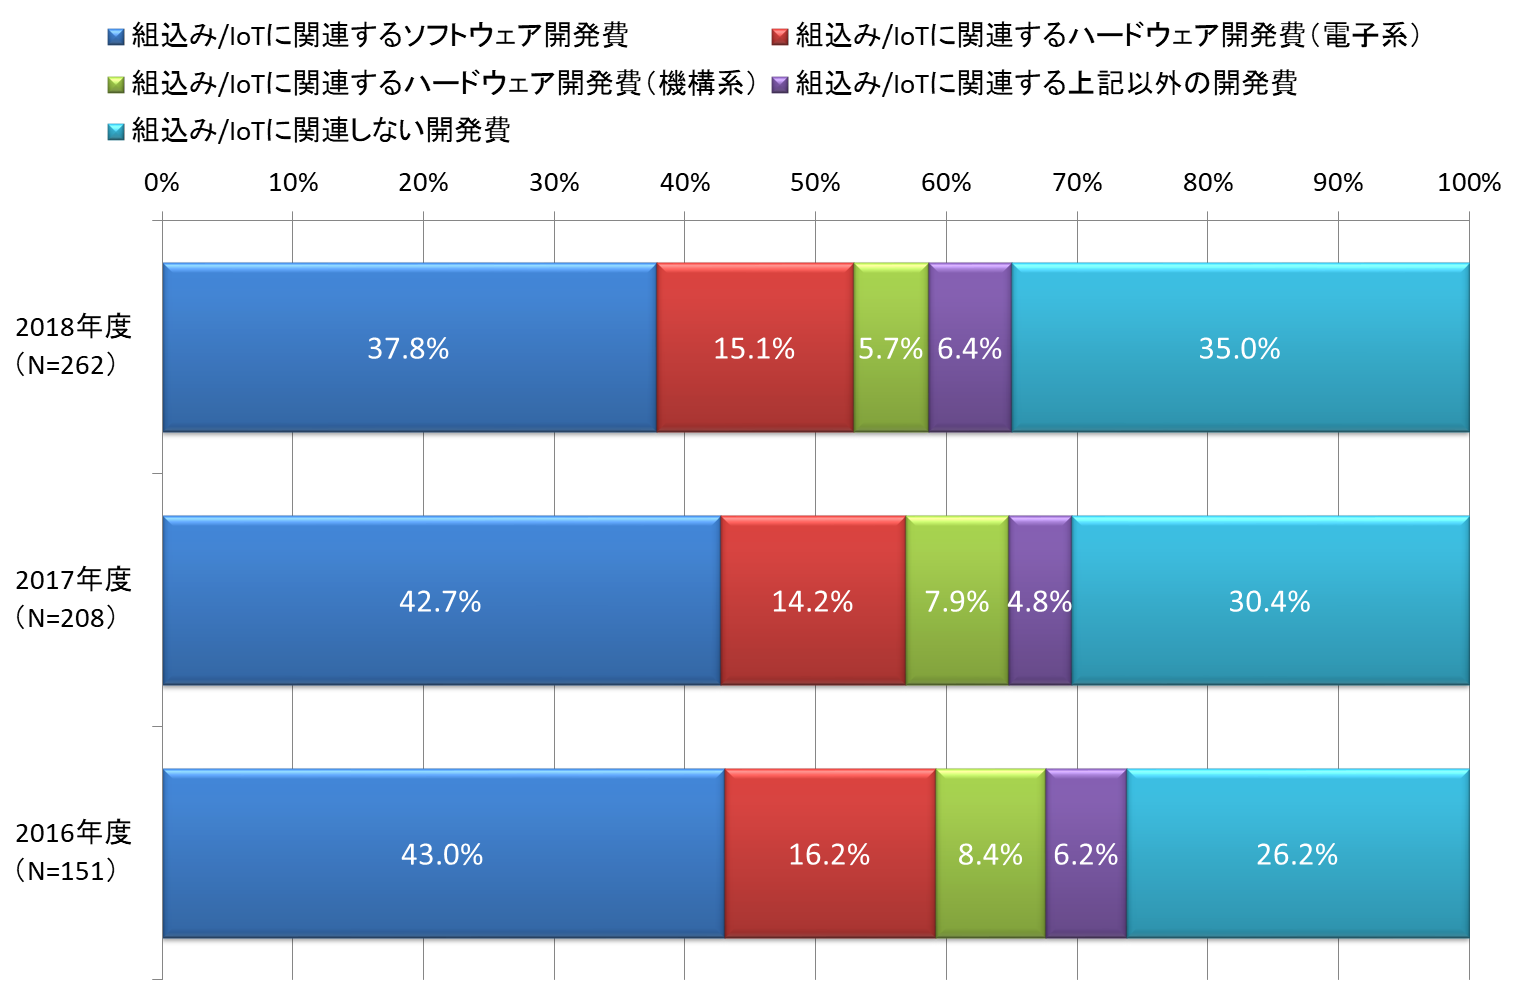 組込み/IoTに関連するソフトウェア開発費
組込み/IoTに関連するハードウェア開発費（電子系）
組込み/IoTに関連するハードウェア開発費（機構系）
組込み/IoTに関連する上記以外の開発費
組込み/IoTに関連しない開発費
0% 10% 20% 30% 40% 50% 60% 70% 80% 90% 100%
2018年度
（N=262）
37.8% 15.1% 5.7% 6.4% 35.0%
2017年度
（N=208）
42.7% 14.2% 7.9% 4.8% 30.4%
2016年度
（N=151）
43.0% 16.2% 8.4% 6.2% 26.2%